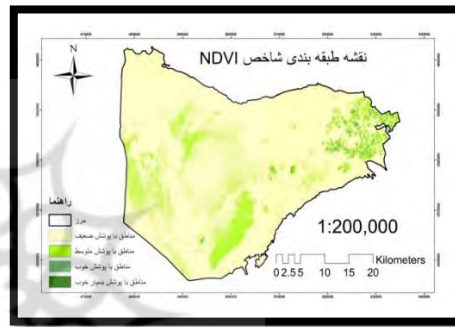 نقشه طبقه بندی شاخص NDVI
N
راهنما
مرز
مناطق با پوشش ضعیف
مناطق با پوشش متوسط
مناطق با پوشش خوب
مناطق با پوشش بسیار خوب
1:200,000
Kilometers
0 2.5 5 10 15 20